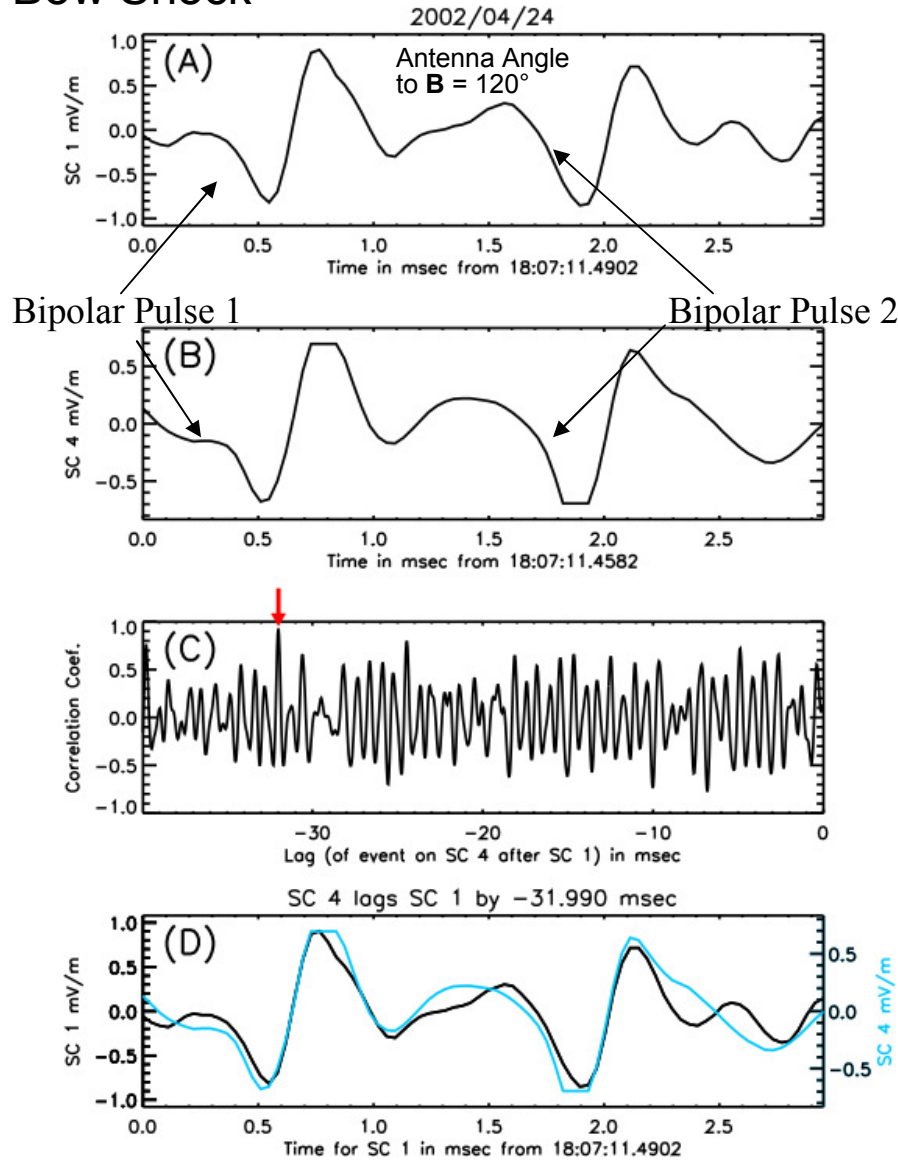 Bow Shock
2002/04/24
(A)
Antenna Angle
to B = 120°
SC 1 mV/m
1.0
0.5
0.0
−0.5
−1.0
0.0 0.5 1.0 1.5 2.0 2.5
Time in msec from 18:07:11.4902
Bipolar Pulse 1
Bipolar Pulse 2
(B)
SC 4 mV/m
0.5
0.0
−0.5
0.0 0.5 1.0 1.5 2.0 2.5
Time in msec from 18:07:11.4582
(C)
Correlation Coef.
1.0
0.5
0.0
−0.5
−1.0
−30 −20 −10 0
Lag (of event on SC 4 after SC 1) in msec
SC 4 lags SC 1 by −31.990 msec
(D)
SC 1 mV/m
1.0
0.5
0.0
−0.5
−1.0
0.5
0.0
−0.5
SC 4 mV/m
0.0 0.5 1.0 1.5 2.0 2.5
Time for SC 1 in msec from 18:07:11.4902